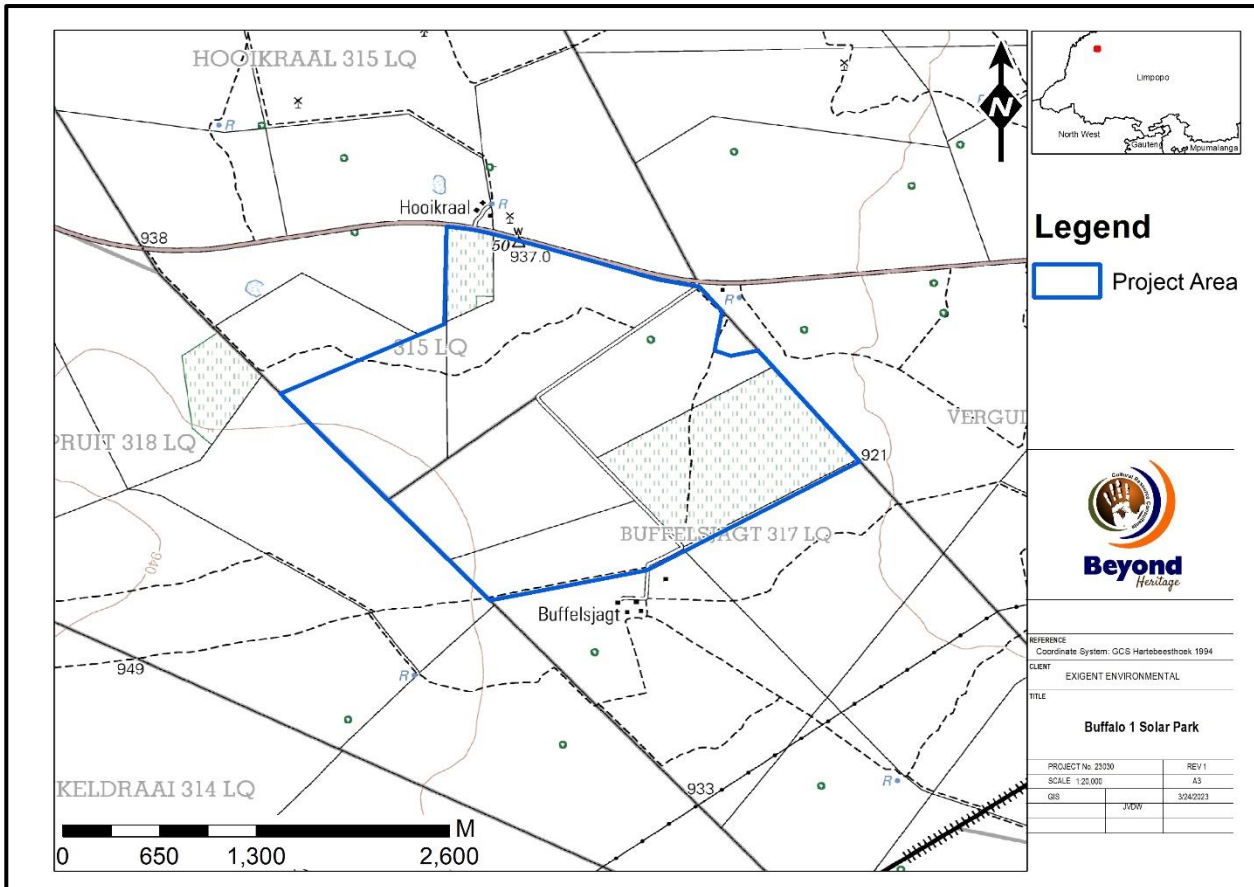 HOOIKRAAL 315 LQ
R
R
N
Hooikraal
R
938
W
50
937.0
R
315 LQ
PRUIT 318 LQ
VERGU
921
BUFFELSJAGT 317 LQ
940
Buffelsjagt
949
R
933
R
KELDRAAI 314 LQ
M
0 650 1,300 2,600
Limpopo
North West
Gauteng
Mpumalanga
Legend
Project Area
Beyond
Heritage
REFERENCE
Coordinate System: GCS Hartebeesthoek 1994
CLIENT
EXIGENT ENVIRONMENTAL
TITLE
Buffalo 1 Solar Park
PROJECT No. 23030 REV 1
SCALE 1:20,000 A3
GIS JVDW 3/24/2023